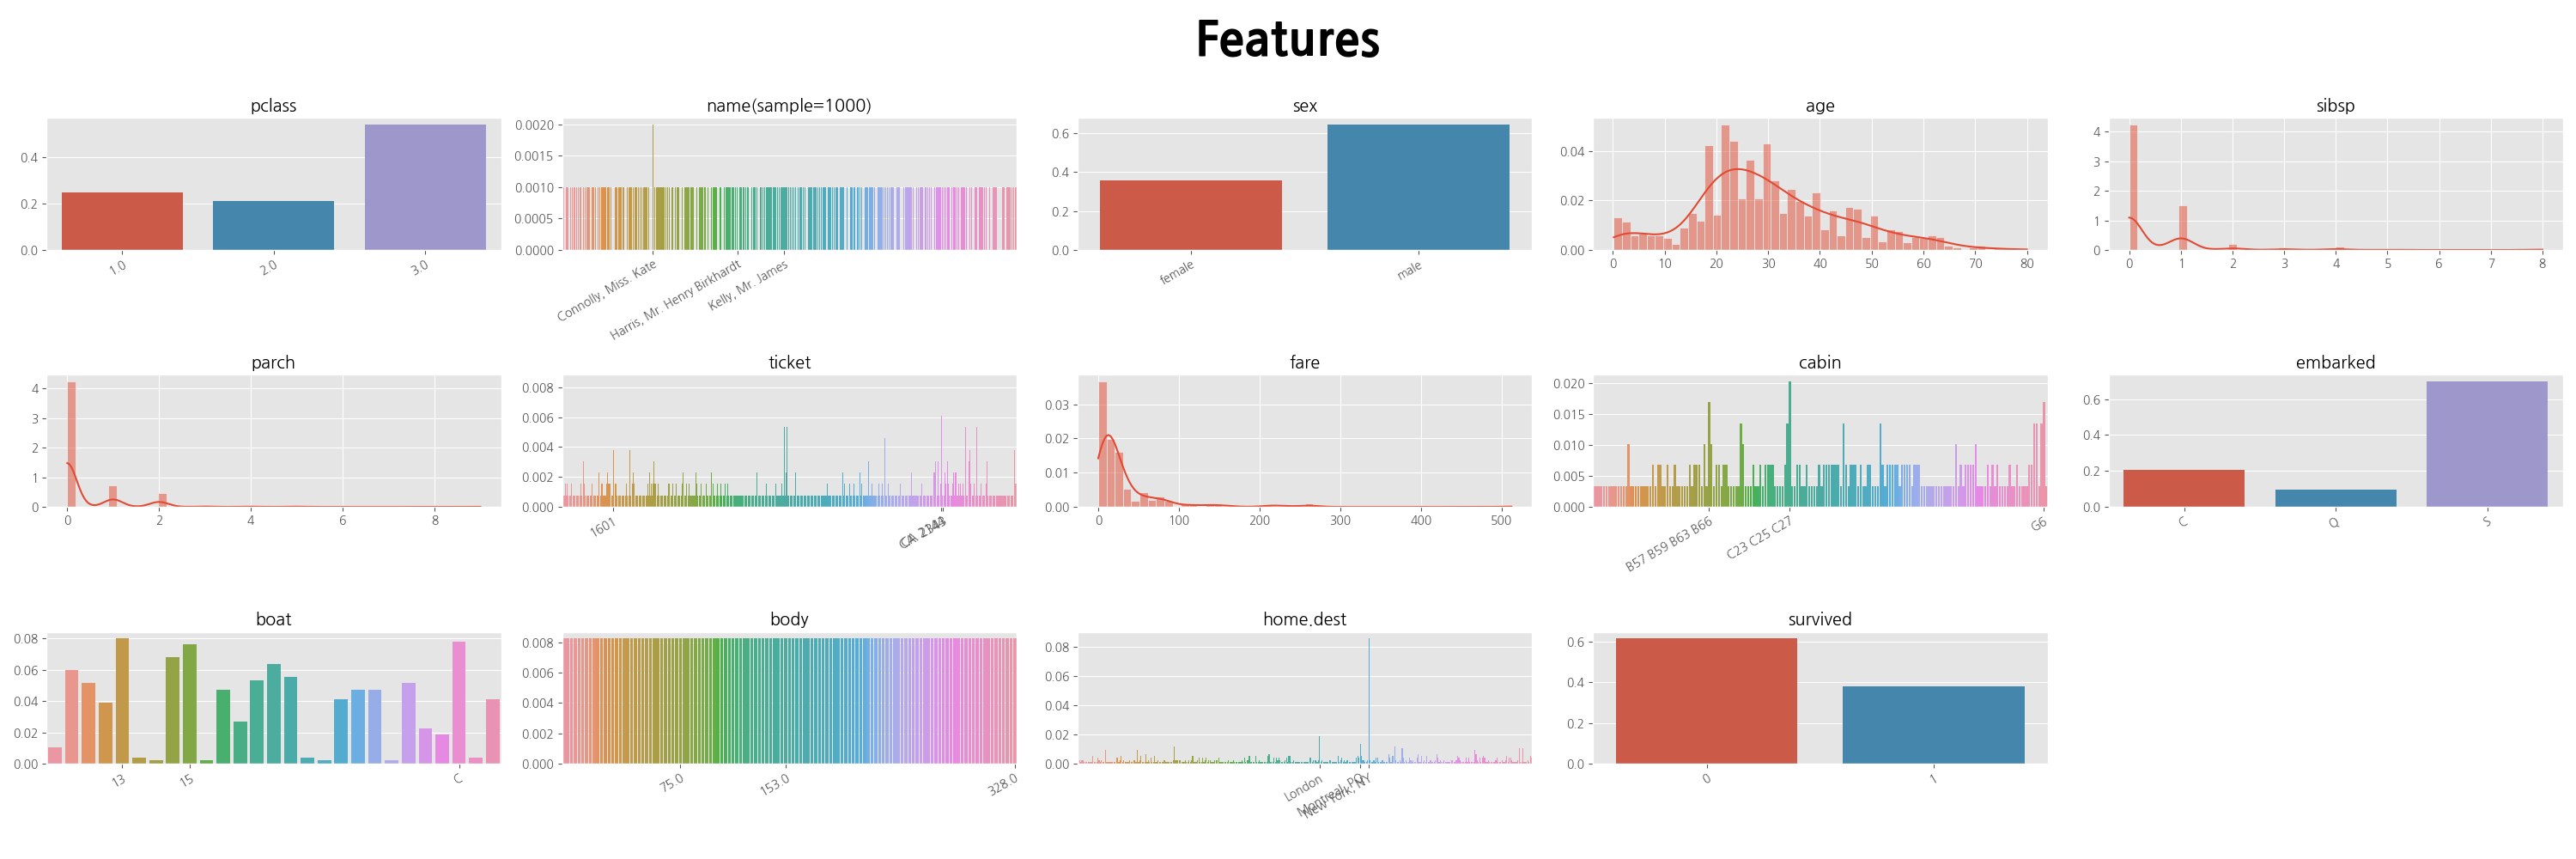 Features
pclass
0.4
0.2
0.0
1.0
2.0
3.0
name(sample=1000)
0.0020
0.0015
0.0010
0.0005
0.0000
Connolly, Miss. Kate
Harris, Mr. Henry Birkhardt
Kelly, Mr. James
sex
0.6
0.4
0.2
0.0
female
male
age
0.04
0.02
0.00
0 10 20 30 40 50 60 70 80
sibsp
4
3
2
1
0
0 1 2 3 4 5 6 7 8
parch
4
3
2
1
0
0 2 4 6 8
ticket
0.008
0.006
0.004
0.002
0.000
1601
CA. 2343
fare
0.03
0.02
0.01
0.00
0 100 200 300 400 500
cabin
0.020
0.015
0.010
0.005
0.000
B57 B59 B63 B66
C23 C25 C27
G6
embarked
0.6
0.4
0.2
0.0
C
Q
S
boat
0.08
0.06
0.04
0.02
0.00
13
15
C
body
0.008
0.006
0.004
0.002
0.000
75.0
153.0
328.0
home.dest
0.08
0.06
0.04
0.02
0.00
London
Montreal, PQ
New York, NY
survived
0.6
0.4
0.2
0.0
0
1